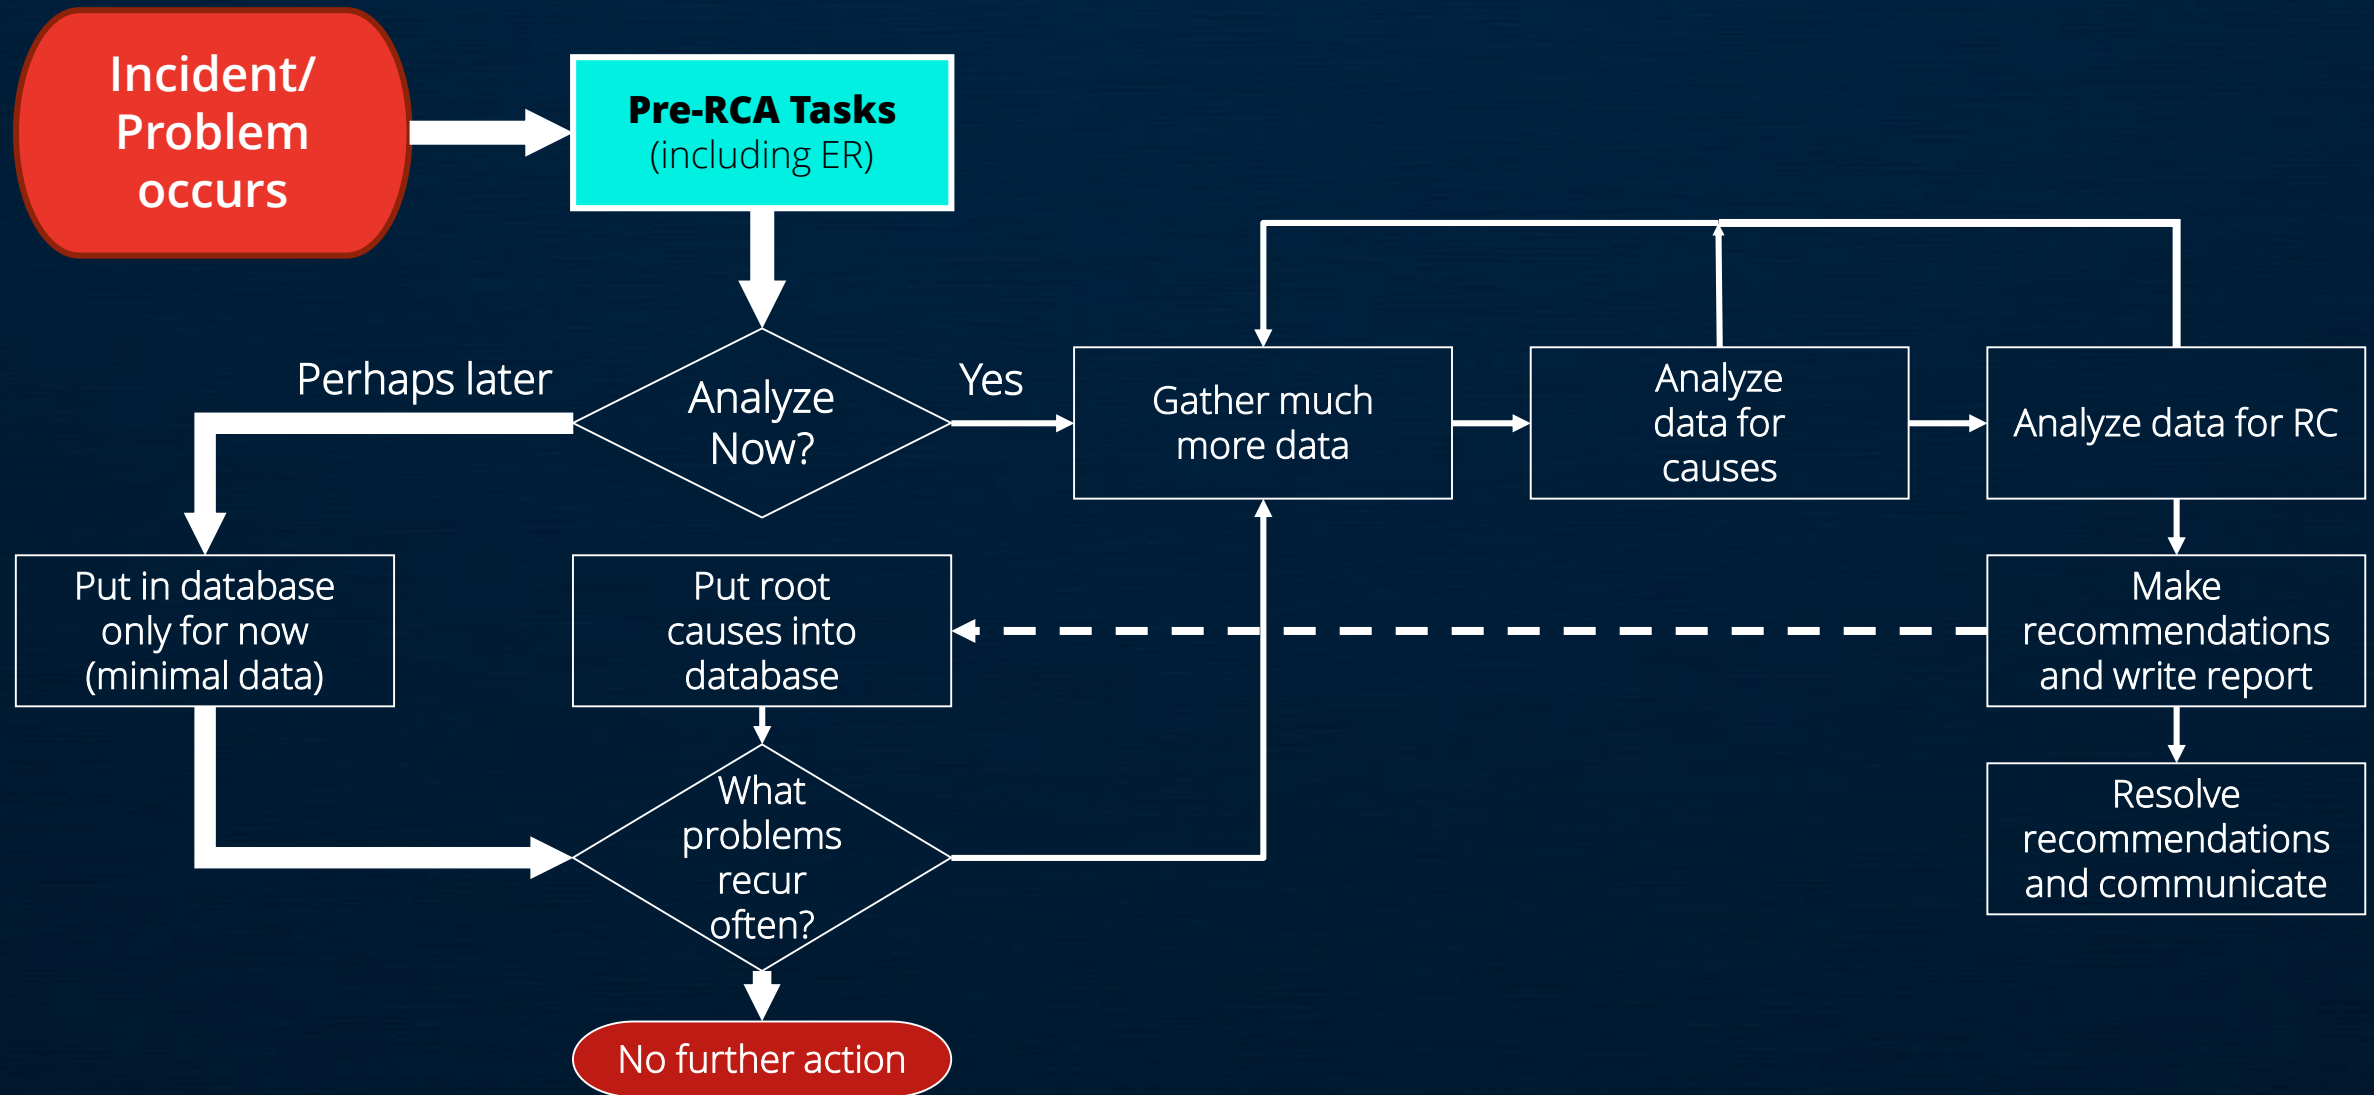 Incident/
Problem
occurs
Pre-RCA Tasks
(including ER)
Perhaps later
Analyze
Now?
Yes
Gather much
more data
Analyze
data for
causes
Analyze data for RC
Put in database
only for now
(minimal data)
Put root
causes into
database
Make
recommendations
and write report
What
problems
recur
often?
Resolve
recommendations
and communicate
No further action